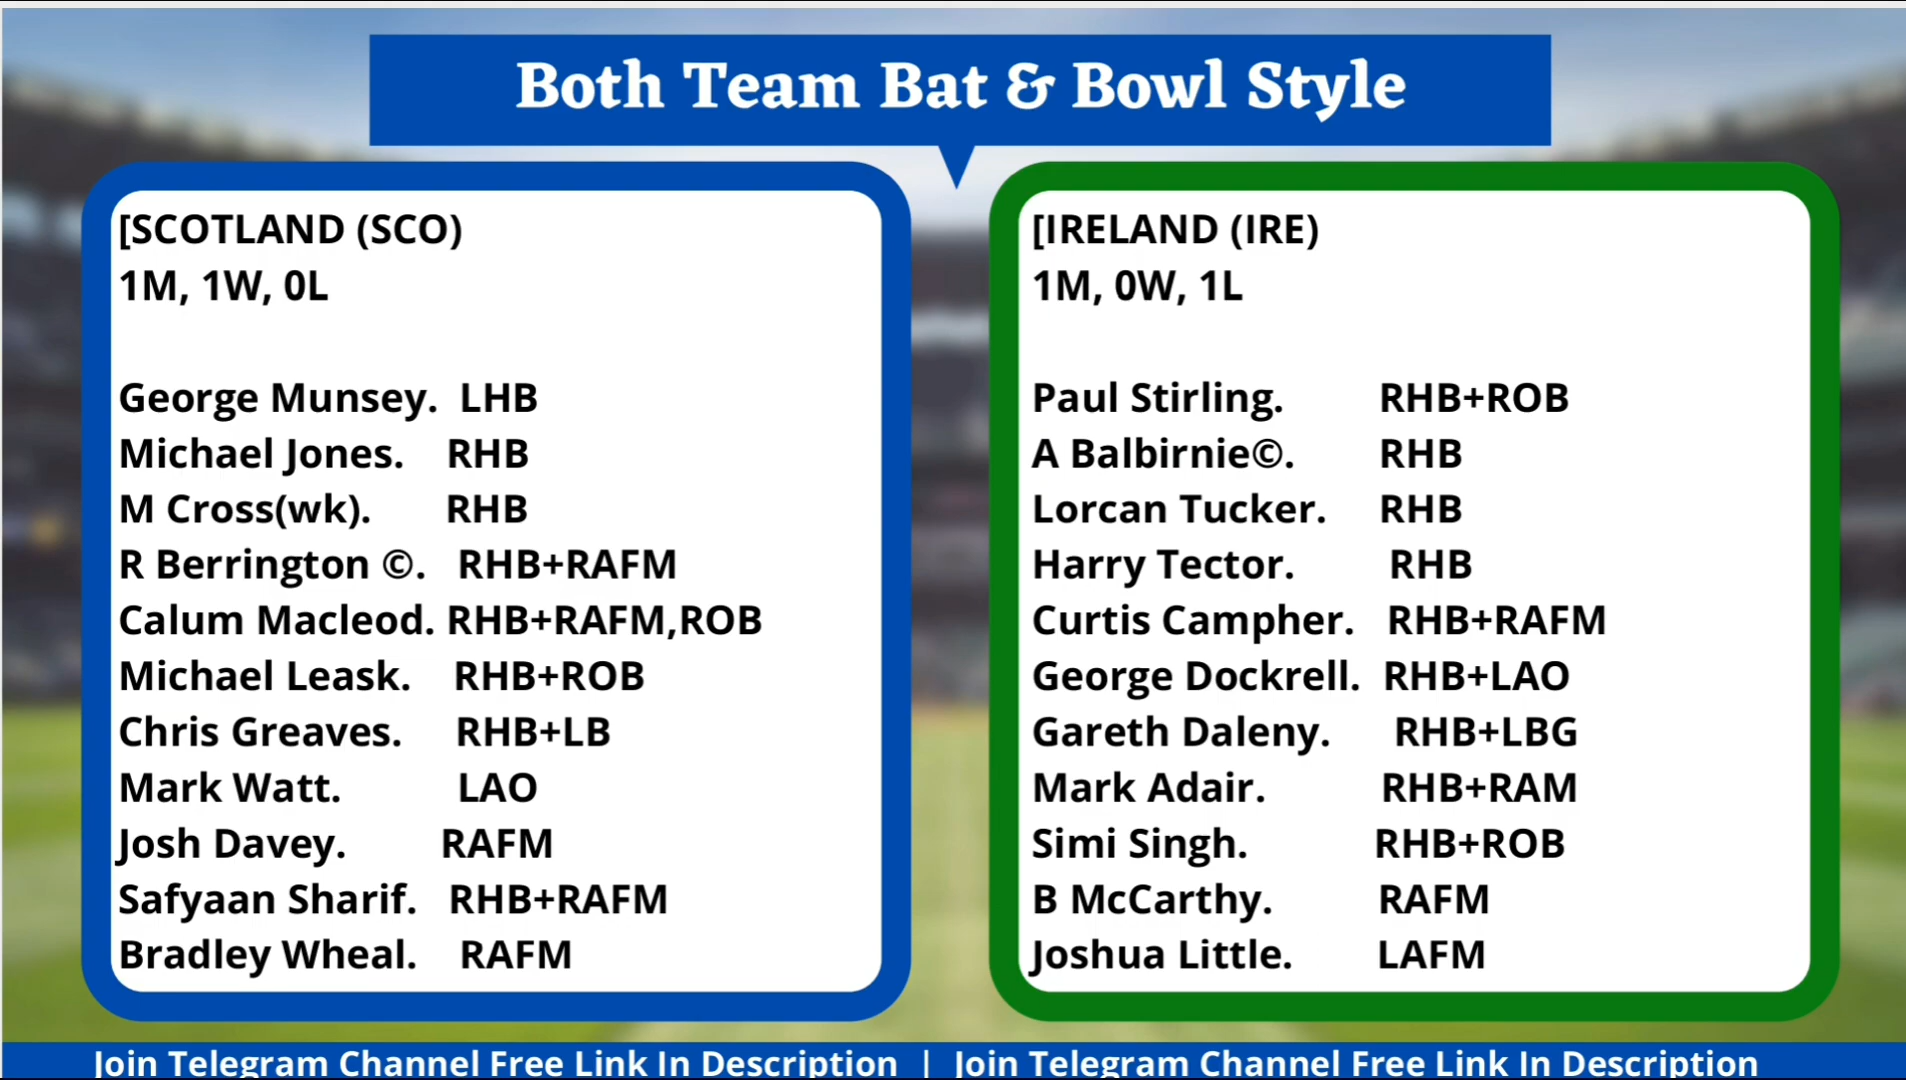 Both Team Bat & Bowl Style
[SCOTLAND (SCO)
1M, 1W, 0L
George Munsey. LHB
Michael Jones. RHB
M Cross(wk). RHB
R Berrington ©. RHB+RAFM
Calum Macleod. RHB+RAFM,ROB
Michael Leask. RHB+ROB
Chris Greaves. RHB+LB
Mark Watt. LAO
Josh Davey. RAFM
Safyaan Sharif. RHB+RAFM
Bradley Wheal. RAFM
[IRELAND (IRE)
1M, 0W, 1L
Paul Stirling. RHB+ROB
A Balbirnie©. RHB
Lorcan Tucker. RHB
Harry Tector. RHB
Curtis Campher. RHB+RAFM
George Dockrell. RHB+LAO
Gareth Daleny. RHB+LBG
Mark Adair. RHB+RAM
Simi Singh. RHB+ROB
B McCarthy. RAFM
Joshua Little. LAFM
Join Telegram Channel Free Link In Description | Join Telegram Channel Free Link In Description